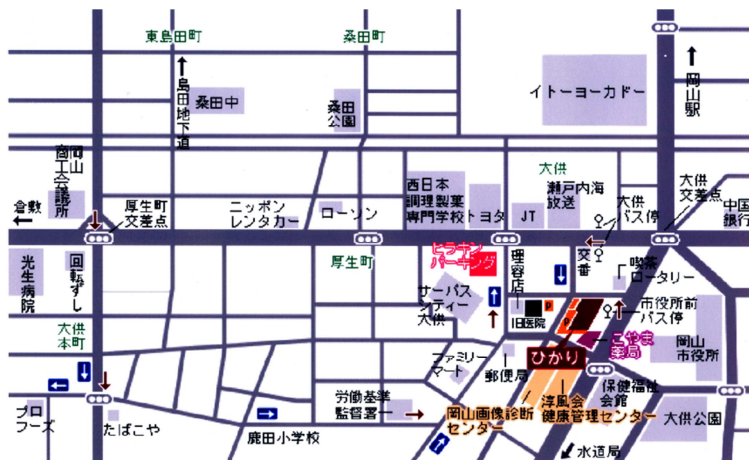 東島田町
桑田町
島田地下道
桑田中
桑田
公園
イトーヨーカドー
岡山駅
岡山
商工会議所
倉敷
厚生町
交差点
ニッポン
レンタカー
ローソン
西日本
調理製菓
専門学校
トヨタ
大供
JT
瀬戸内海
放送
大供
バス停
大供
交差点
中国
銀行
光生病院
回転ずし
厚生町
ヒラキン
パーキング
理容店
交番
喫茶
ロータリー
サーパス
シティー
大供
旧医院
P
P
市役所前
バス停
こやま
薬局
大供
本町
ファミリー
マート
郵便局
ひかり
岡山
市役所
プロ
フーズ
たばこや
労働基準
監督署
岡山画像診断
センター
淳風会
健康管理センター
保健福祉
会館
大供公園
鹿田小学校
水道局